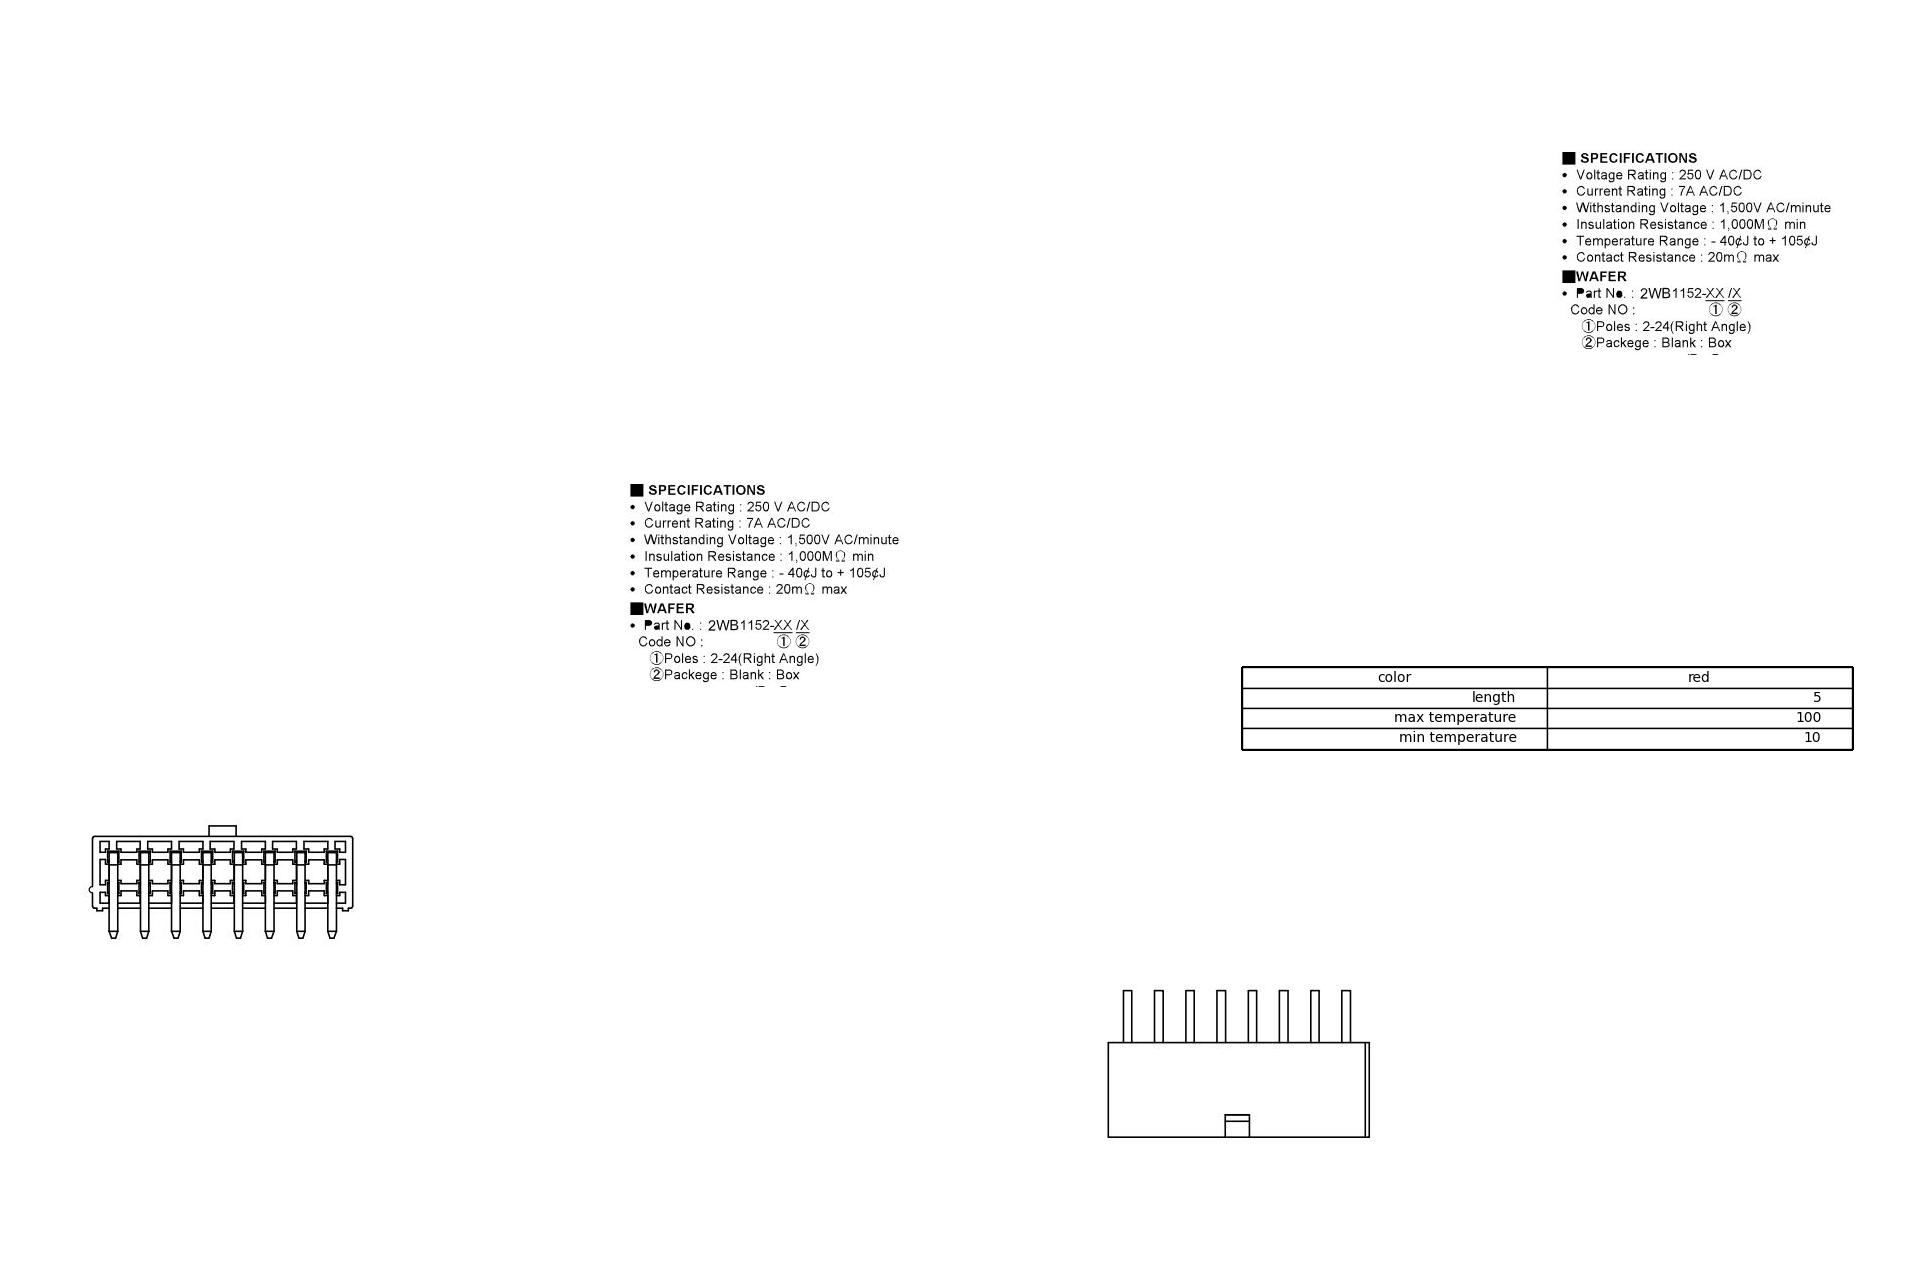 ■ SPECIFICATIONS
• Voltage Rating : 250 V AC/DC
• Current Rating : 7A AC/DC
• Withstanding Voltage : 1,500V AC/minute
• Insulation Resistance : 1,000MΩ min
• Temperature Range : - 40¢J to + 105¢J
• Contact Resistance : 20mΩ max
■WAFER
• Part No. : 2WB1152-XX /X
Code NO : ① ②
①Poles : 2-24(Right Angle)
②Packege : Blank : Box
■ SPECIFICATIONS
• Voltage Rating : 250 V AC/DC
• Current Rating : 7A AC/DC
• Withstanding Voltage : 1,500V AC/minute
• Insulation Resistance : 1,000MΩ min
• Temperature Range : - 40¢J to + 105¢J
• Contact Resistance : 20mΩ max
■WAFER
• Part No. : 2WB1152-XX /X
Code NO : ① ②
①Poles : 2-24(Right Angle)
②Packege : Blank : Box
color red
length 5
max temperature 100
min temperature 10